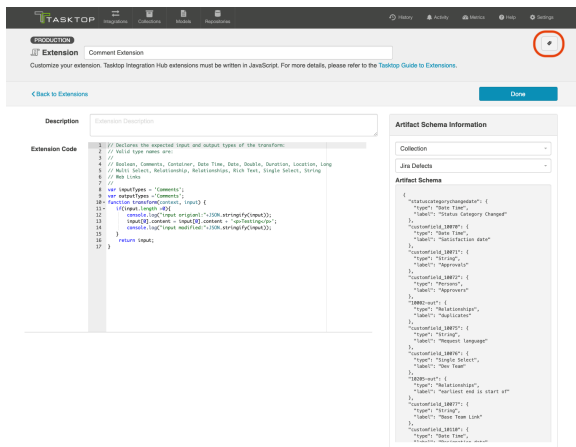 TASKTOP
Integrations
Collections
Models
Repositories
History
Activity
Metrics
Help
Settings
PRODUCTION
Extension
Comment Extension
Customize your extension. Tasktop Integration Hub extensions must be written in JavaScript. For more details, please refer to the Tasktop Guide to Extensions.
Back to Extensions
Done
Description
Extension Description
Extension Code
1 // Declares the expected input and output types of the transform.
2 // Valid type names are:
3 //
4 // Boolean, Comments, Container, Date Time, Date, Double, Duration, Location, Long
5 // Multi Select, Relationship, Relationships, Rich Text, Single Select, String
6 // Web Links
7 //
8 var inputTypes = 'Comments';
9 var outputTypes ='Comments';
10 function transform(context, input) {
11 if(input.length >0){
12 console.log("input original:"+JSON.stringify(input));
13 input[0].content = input[0].content + "<p>Testing</p>";
14 console.log("input modified:"+JSON.stringify(input));
15 }
16 return input;
17 }
Artifact Schema Information
Collection
Jira Defects
Artifact Schema
{
"statuscategorychangedate": {
"type": "Date Time",
"label": "Status Category Changed"
},
"customfield_10070": {
"type": "Date Time",
"label": "Satisfaction date"
},
"customfield_10071": {
"type": "String",
"label": "Approvals"
},
"customfield_10073": {
"type": "Persons",
"label": "Approvers"
},
"10002-out": {
"type": "Relationships",
"label": "duplicates"
},
"customfield_10075": {
"type": "String",
"label": "Request language"
},
"customfield_10076": {
"type": "Single Select",
"label": "Dev Team"
},
"10205-out": {
"type": "Relationships",
"label": "earliest end is start of"
},
"customfield_10077": {
"type": "String",
"label": "Base Team Link"
},
"customfield_10110": {
"type": "Date Time",